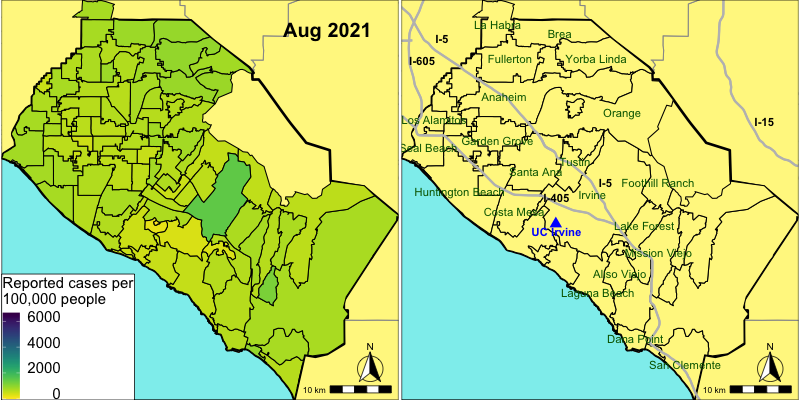 Aug 2021
Reported cases per
100,000 people
6000
4000
2000
0
N
10 km
La Habra
Brea
I-5
I-605
Fullerton
Yorba Linda
Anaheim
Orange
I-15
Los Alamitos
Garden Grove
Seal Beach
Tustin
Santa Ana
I-5
Foothill Ranch
Huntington Beach
I-405
Irvine
Costa Mesa
UC Irvine
Lake Forest
Mission Viejo
Aliso Viejo
Laguna Beach
Dana Point
San Clemente
N
10 km